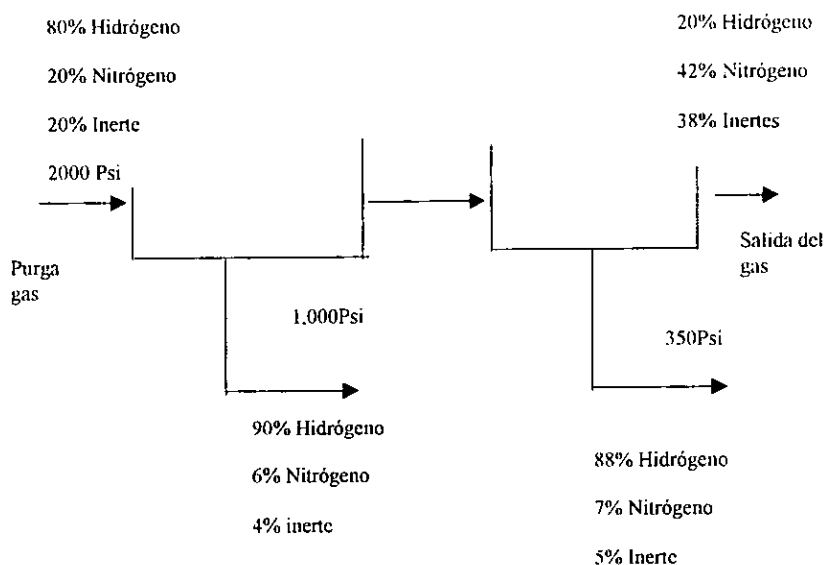 80% Hidrógeno
20% Nitrógeno
20% Inerte
2000 Psi
Purga
gas
1,000Psi
90% Hidrógeno
6% Nitrógeno
4% inerte
20% Hidrógeno
42% Nitrógeno
38% Inertes
Salida del
gas
350Psi
88% Hidrógeno
7% Nitrógeno
5% Inerte